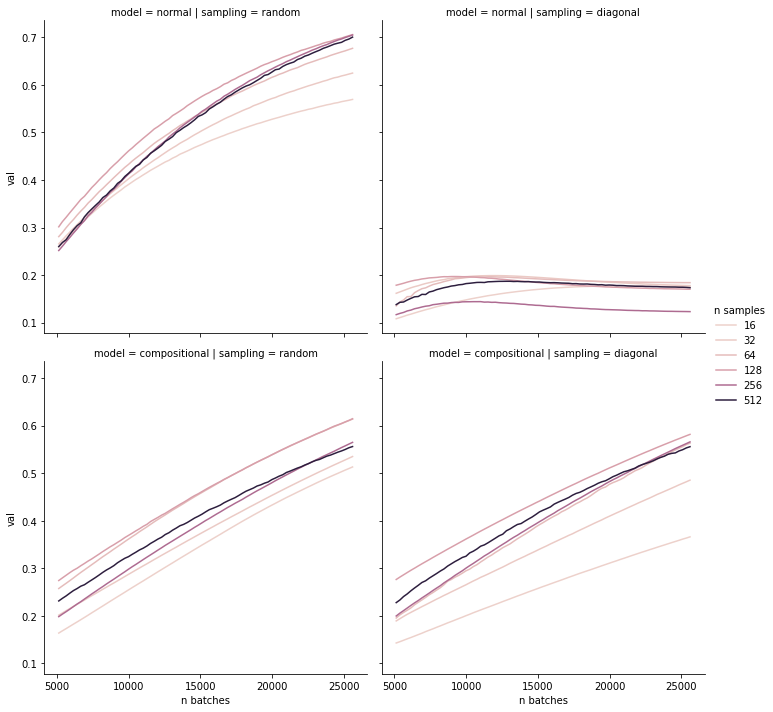 model = normal | sampling = random
model = normal | sampling = diagonal
0.7
0.6
0.5
0.4
0.3
0.2
0.1
val
n samples
16
32
64
128
256
512
model = compositional | sampling = random
model = compositional | sampling = diagonal
0.7
0.6
0.5
0.4
0.3
0.2
0.1
val
5000 10000 15000 20000 25000
5000 10000 15000 20000 25000
n batches
n batches